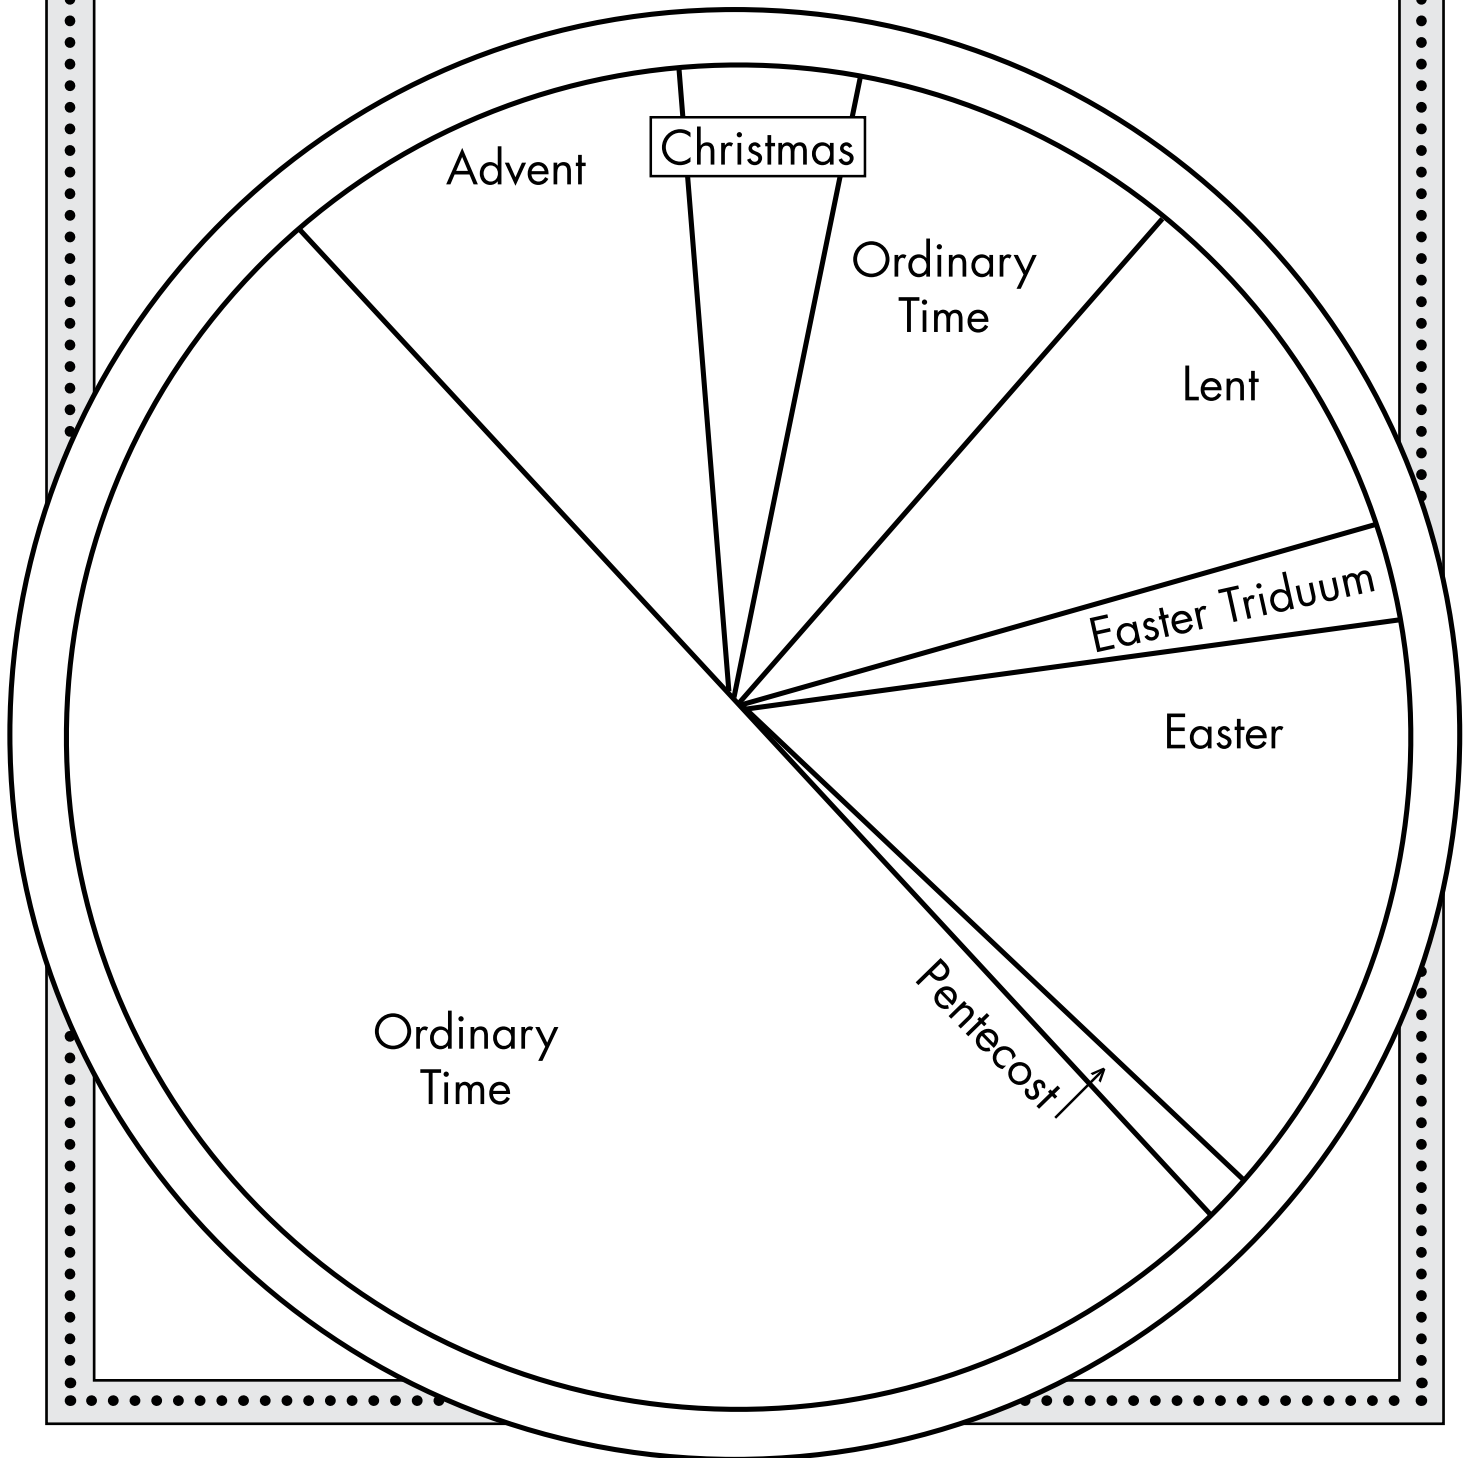 Christmas
Advent
Ordinary
Time
Lent
Easter Triduum
Easter
Pentecost
Ordinary
Time